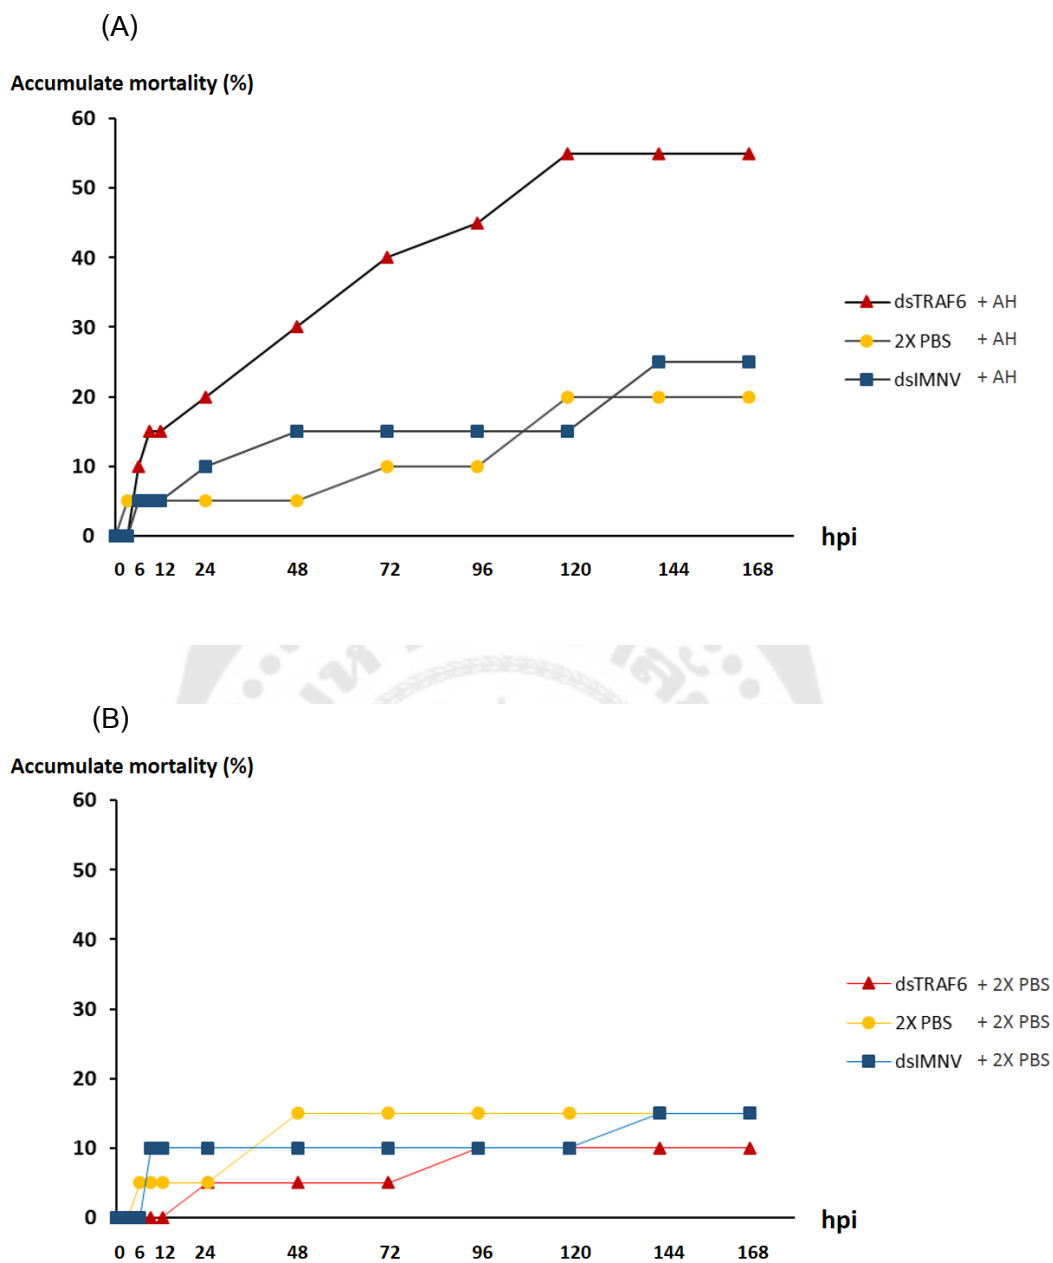 (A)
Accumulate mortality (%)
60
50
40
30
20
10
0
0 6 12 24 48 72 96 120 144 168
hpi
dsTRAF6 + AH
2X PBS + AH
dsIMNV + AH
(B)
Accumulate mortality (%)
60
50
40
30
20
10
0
0 6 12 24 48 72 96 120 144 168
hpi
dsTRAF6 + 2X PBS
2X PBS + 2X PBS
dsIMNV + 2X PBS